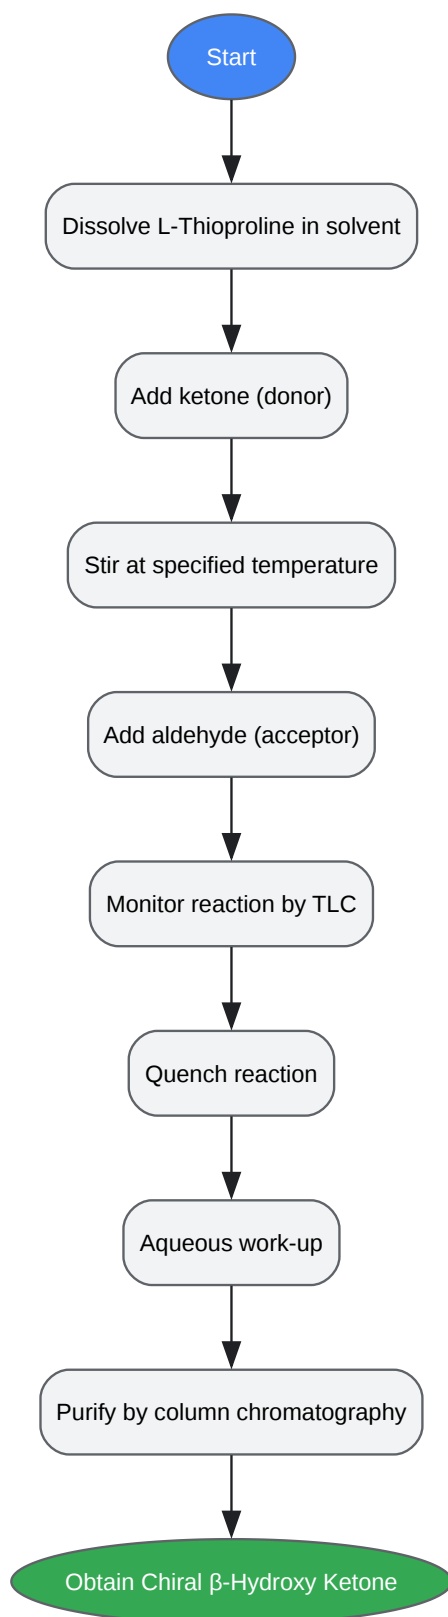 Start
Dissolve L-Thioproline in solvent
Add ketone (donor)
Stir at specified temperature
Add aldehyde (acceptor)
Monitor reaction by TLC
Quench reaction
Aqueous work-up
Purify by column chromatography
Obtain Chiral β-Hydroxy Ketone